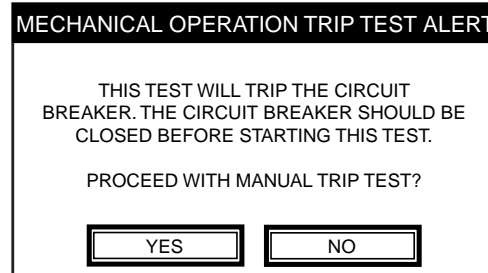 MECHANICAL OPERATION TRIP TEST ALERT
THIS TEST WILL TRIP THE CIRCUIT
BREAKER. THE CIRCUIT BREAKER SHOULD BE
CLOSED BEFORE STARTING THIS TEST.
PROCEED WITH MANUAL TRIP TEST?
YES NO